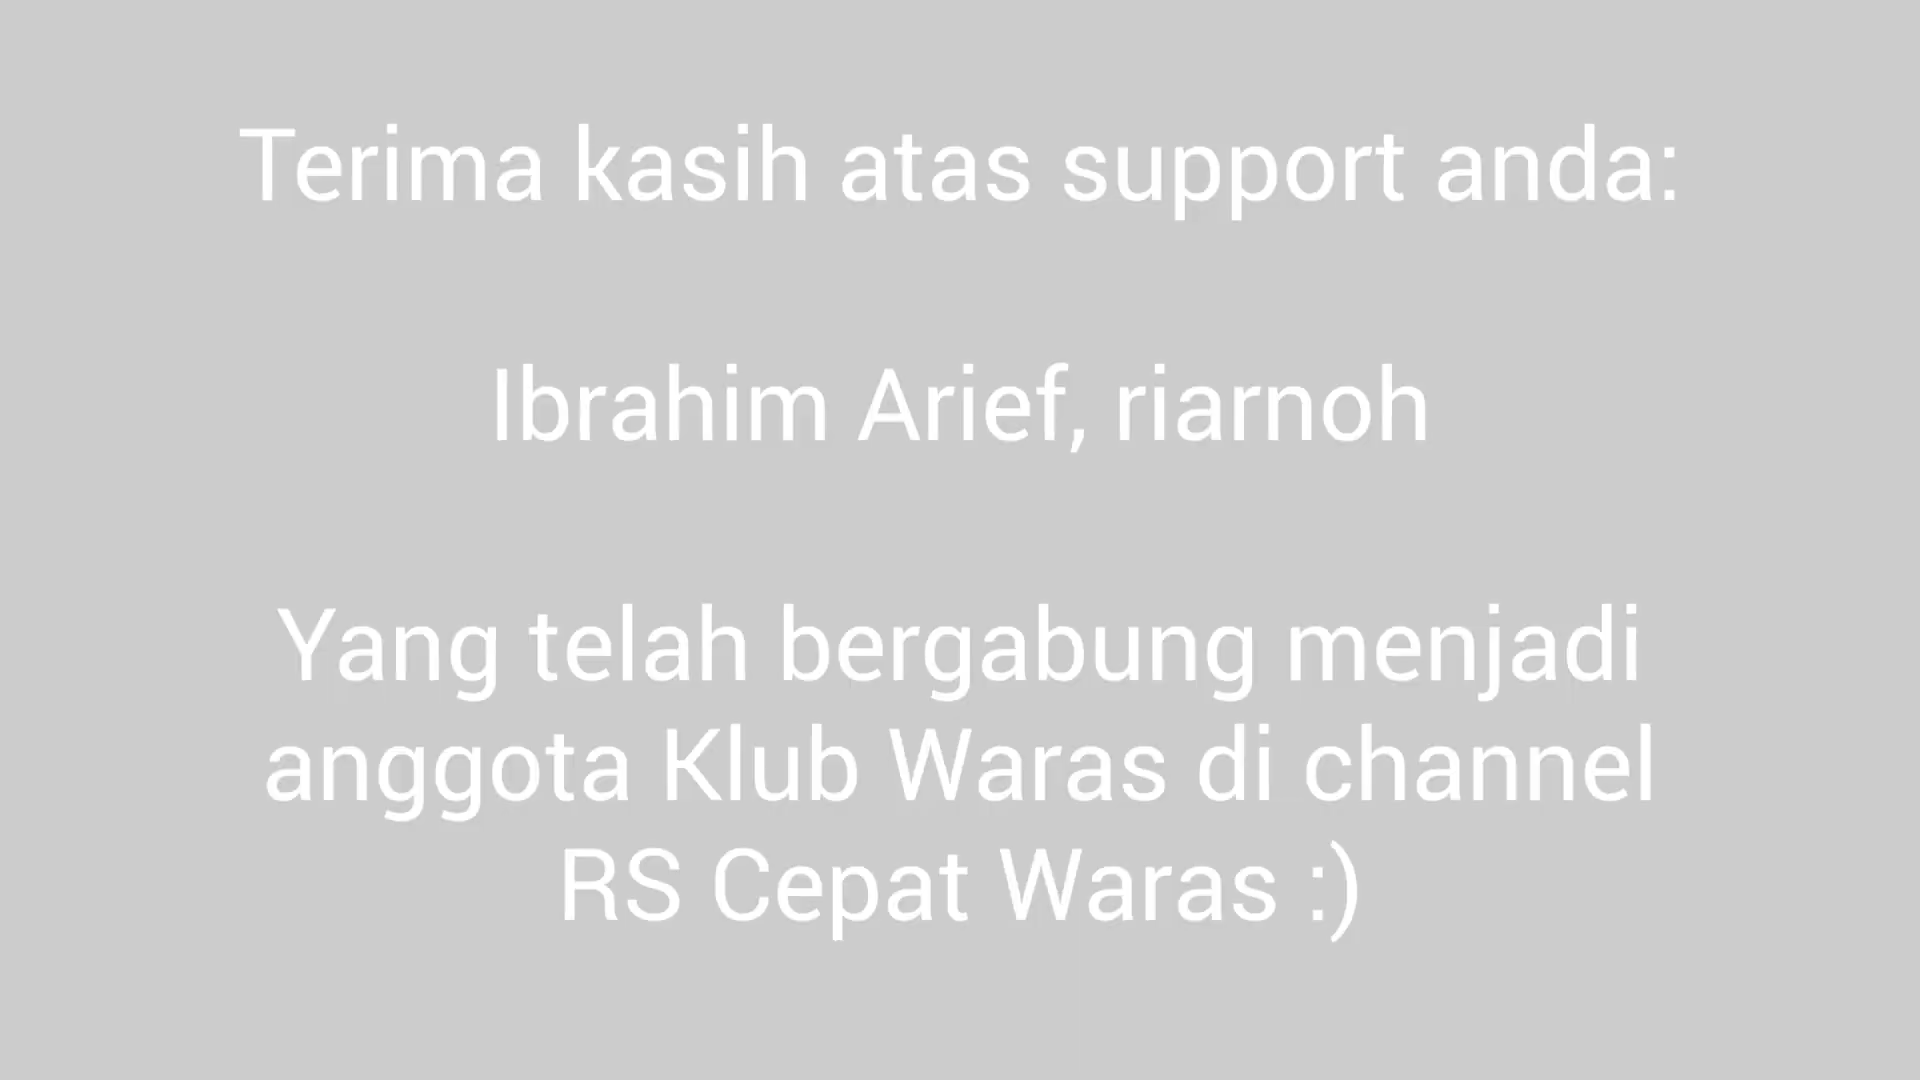 Terima kasih atas support anda:
Ibrahim Arief, riarnoh
Yang telah bergabung menjadi
anggota Klub Waras di channel
RS Cepat Waras :)